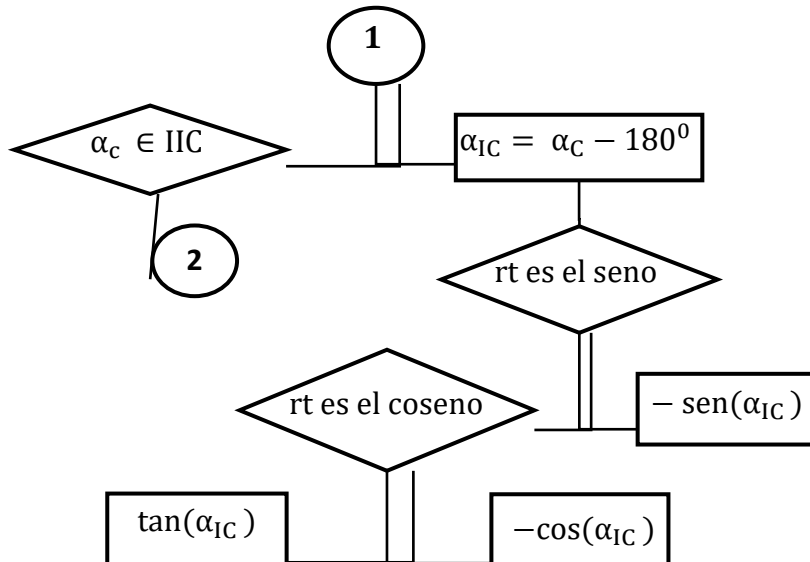 1
α_c ∈ IIC
α_IC = α_C − 180⁰
2
rt es el seno
rt es el coseno
− sen(α_IC )
tan(α_IC )
−cos(α_IC )